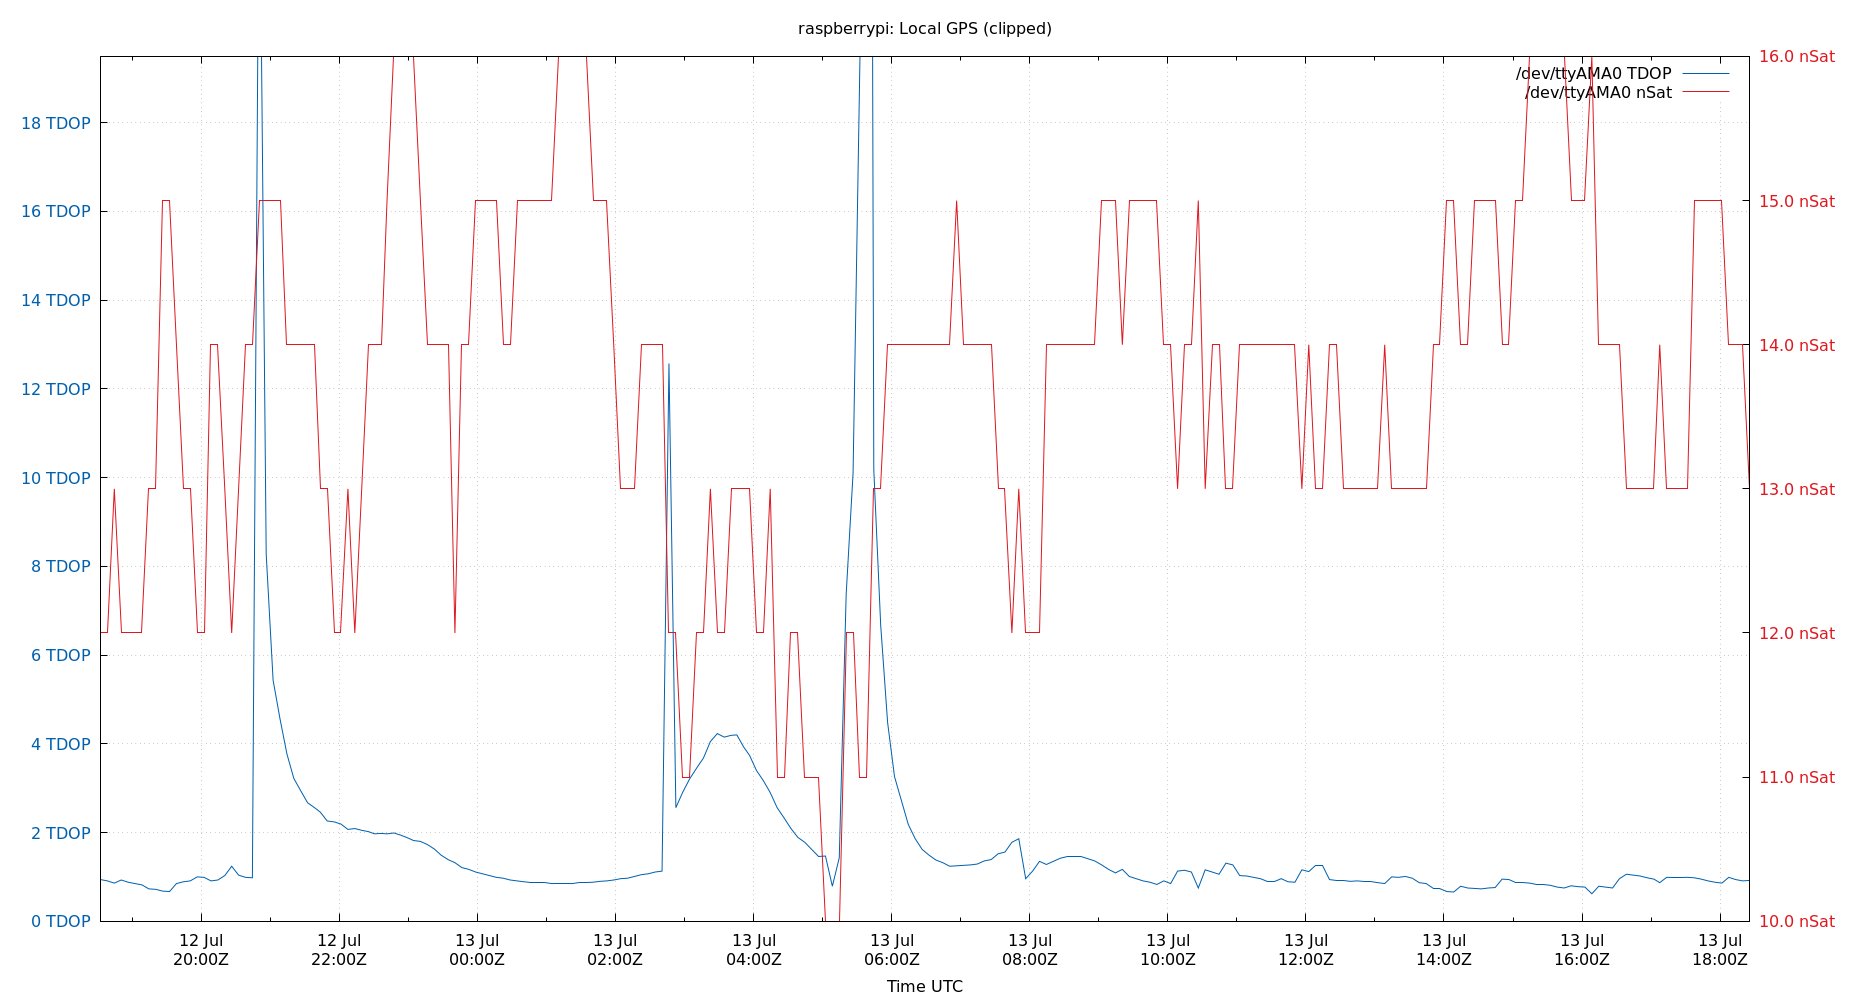 raspberrypi: Local GPS (clipped)
/dev/ttyAMA0 TDOP
/dev/ttyAMA0 nSat
18 TDOP
16 TDOP
14 TDOP
12 TDOP
10 TDOP
8 TDOP
6 TDOP
4 TDOP
2 TDOP
0 TDOP
16.0 nSat
15.0 nSat
14.0 nSat
13.0 nSat
12.0 nSat
11.0 nSat
10.0 nSat
12 Jul
20:00Z
12 Jul
22:00Z
13 Jul
00:00Z
13 Jul
02:00Z
13 Jul
04:00Z
13 Jul
06:00Z
13 Jul
08:00Z
13 Jul
10:00Z
13 Jul
12:00Z
13 Jul
14:00Z
13 Jul
16:00Z
13 Jul
18:00Z
Time UTC